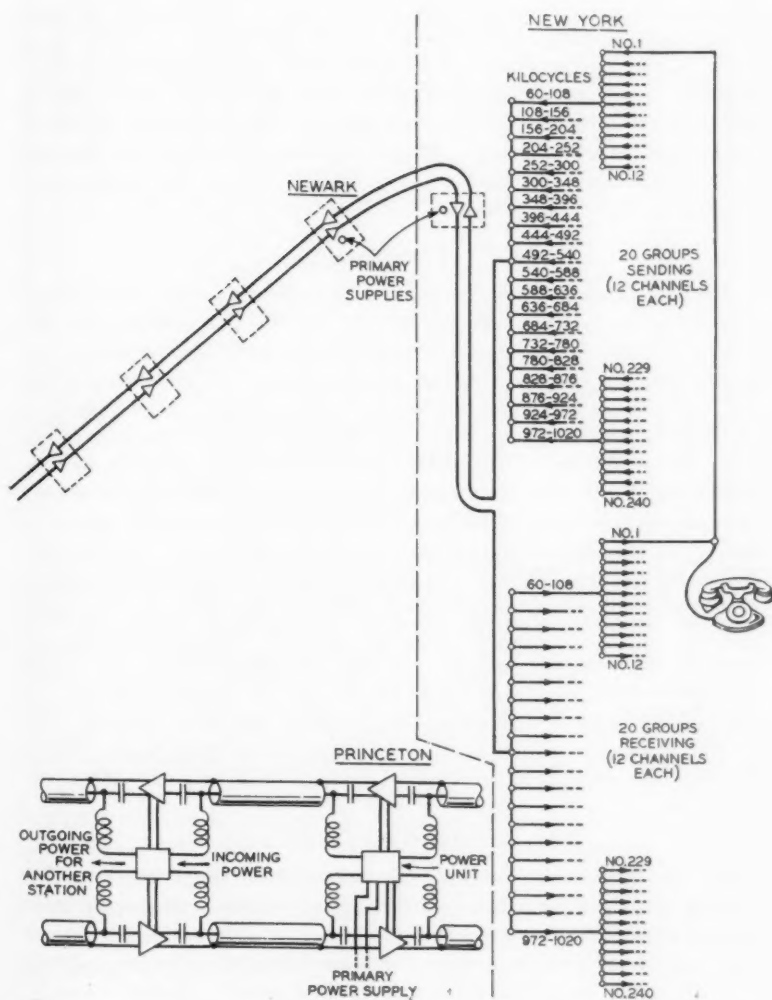 NEW YORK
NO.1
KILOCYCLES
60-108
108-156
156-204
204-252
252-300
300-348
348-396
396-444
444-492
492-540
540-588
588-636
636-684
684-732
732-780
780-828
828-876
876-924
924-972
972-1020
NO.12
20 GROUPS
SENDING
(12 CHANNELS
EACH)
NO.229
NO.240
NEWARK
PRIMARY
POWER
SUPPLIES
NO.1
60-108
NO.12
20 GROUPS
RECEIVING
(12 CHANNELS
EACH)
NO.229
972-1020
NO.240
PRINCETON
OUTGOING
POWER
FOR
ANOTHER
STATION
INCOMING
POWER
POWER
UNIT
PRIMARY
POWER SUPPLY